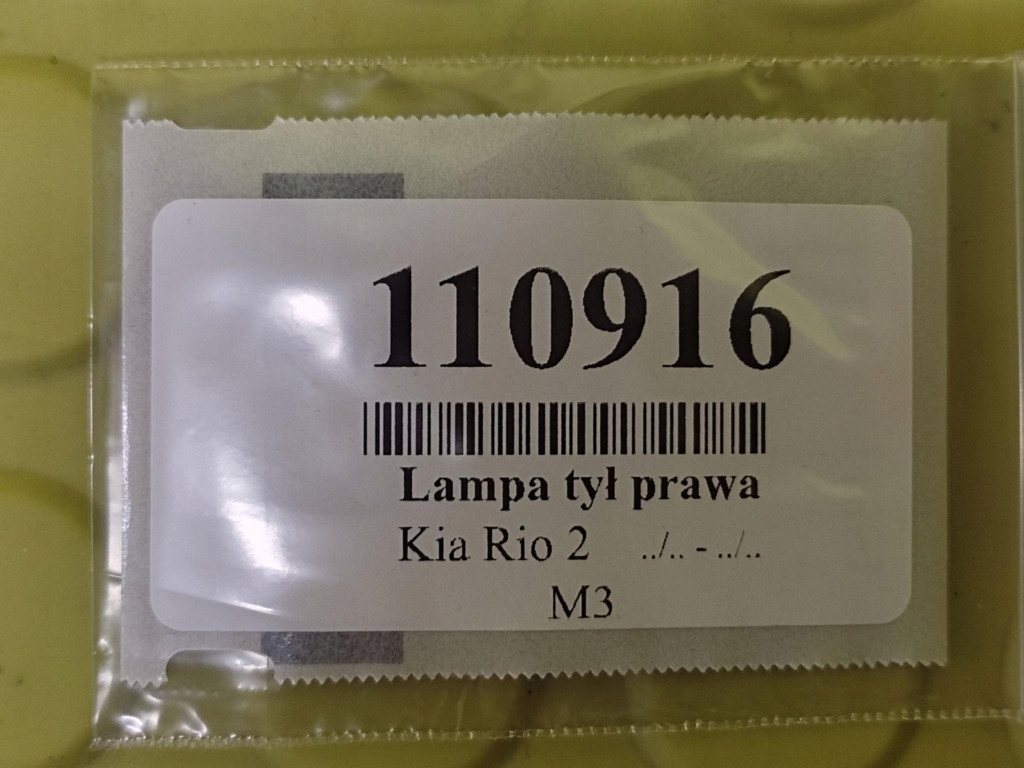 110916
Lampa tył prawa
Kia Rio 2 ../.. - ../..
M3